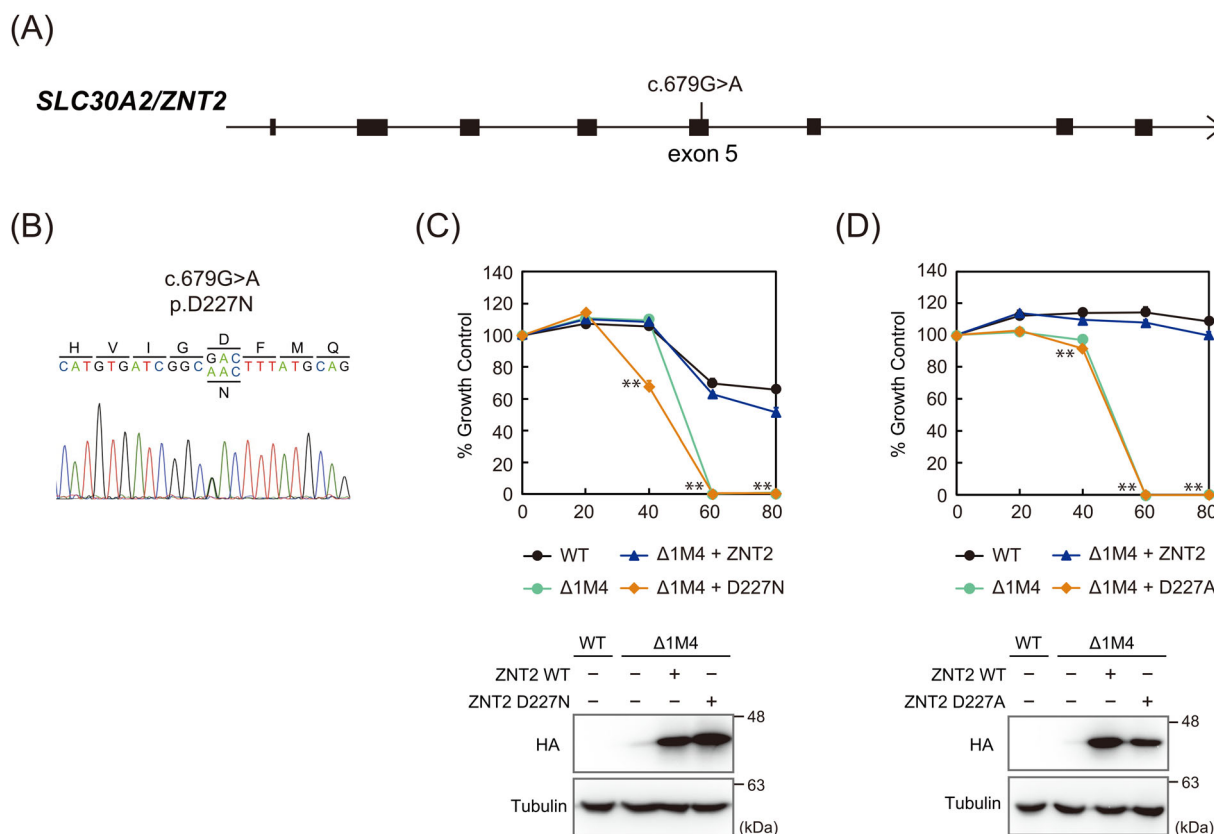 (A)
SLC30A2/ZNT2
c.679G>A
exon 5
(B)
c.679G>A
p.D227N
H V I G D F M Q
CATGTGATCGGCGACTTTATGCAG
AAC
N
(C)
% Growth Control
140
120
100
80
60
40
20
0
**
** **
0 20 40 60 80
WT Δ1M4 + ZNT2
Δ1M4 Δ1M4 + D227N
WT Δ1M4
ZNT2 WT − − + −
ZNT2 D227N − − − +
HA
48
Tubulin
63
(kDa)
(D)
% Growth Control
140
120
100
80
60
40
20
0
**
** **
0 20 40 60 80
WT Δ1M4 + ZNT2
Δ1M4 Δ1M4 + D227A
WT Δ1M4
ZNT2 WT − − + −
ZNT2 D227A − − − +
HA
48
Tubulin
63
(kDa)